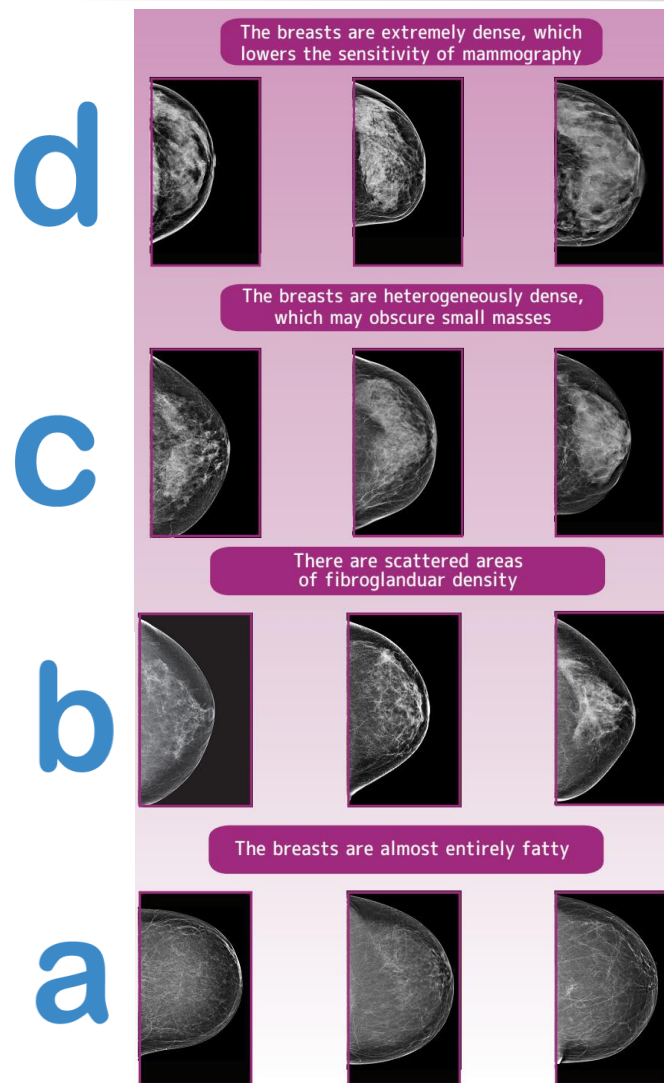 The breasts are extremely dense, which
lowers the sensitivity of mammography
d
The breasts are heterogeneously dense,
which may obscure small masses
c
There are scattered areas
of fibroglanduar density
b
The breasts are almost entirely fatty
a